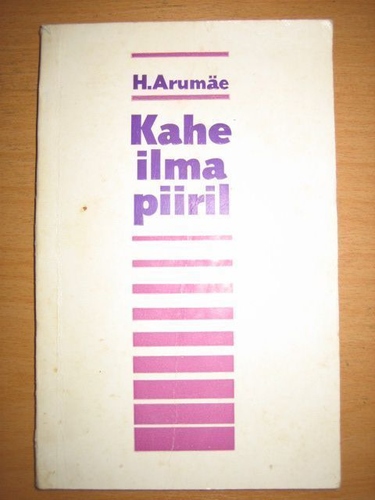 H.Arumäe
Kahe
ilma
piiril